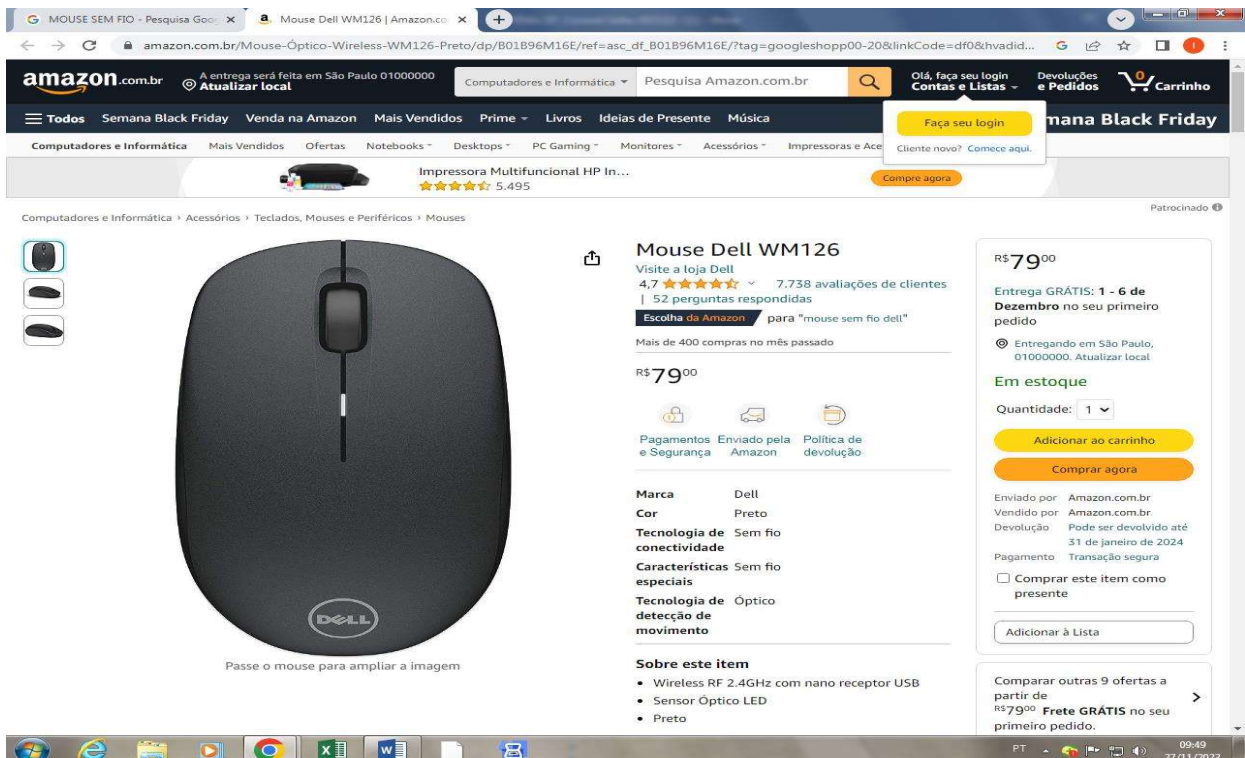 MOUSE SEM FIO - Pesquisa Goo
Mouse Dell WM126 | Amazon.co
amazon.com.br/Mouse-Óptico-Wireless-WM126-Preto/dp/B01B96M16E/ref=asc_df_B01B96M16E/?tag=googleshopp00-20&linkCode=df0&hvadid...
amazon.com.br
A entrega será feita em São Paulo 01000000
Atualizar local
Computadores e Informática
Pesquisa Amazon.com.br
Olá, faça seu login
Contas e Listas
Devoluções
e Pedidos
0
Carrinho
Todos Semana Black Friday Venda na Amazon Mais Vendidos Prime Livros Ideias de Presente Música
mana Black Friday
Faça seu login
Cliente novo? Comece aqui.
Computadores e Informática Mais Vendidos Ofertas Notebooks Desktops PC Gaming Monitores Acessórios Impressoras e Ace
Impressora Multifuncional HP In...
5.495
Compre agora
Patrocinado
Computadores e Informática › Acessórios › Teclados, Mouses e Periféricos › Mouses
DELL
Passe o mouse para ampliar a imagem
Mouse Dell WM126
Visite a loja Dell
4,7 7.738 avaliações de clientes
| 52 perguntas respondidas
Escolha da Amazon para "mouse sem fio dell"
Mais de 400 compras no mês passado
R$7900
Pagamentos e Segurança
Enviado pela Amazon
Política de devolução
Marca Dell
Cor Preto
Tecnologia de Sem fio
conectividade
Características Sem fio
especiais
Tecnologia de Óptico
detecção de
movimento
Sobre este item
• Wireless RF 2.4GHz com nano receptor USB
• Sensor Óptico LED
• Preto
R$7900
Entrega GRÁTIS: 1 - 6 de
Dezembro no seu primeiro
pedido
Entregando em São Paulo,
01000000. Atualizar local
Em estoque
Quantidade: 1
Adicionar ao carrinho
Comprar agora
Enviado por Amazon.com.br
Vendido por Amazon.com.br
Devolução Pode ser devolvido até
31 de janeiro de 2024
Pagamento Transação segura
Comprar este item como
presente
Adicionar à Lista
Comparar outras 9 ofertas a
partir de
R$7900 Frete GRÁTIS no seu
primeiro pedido.
PT
09:49
27/11/2023